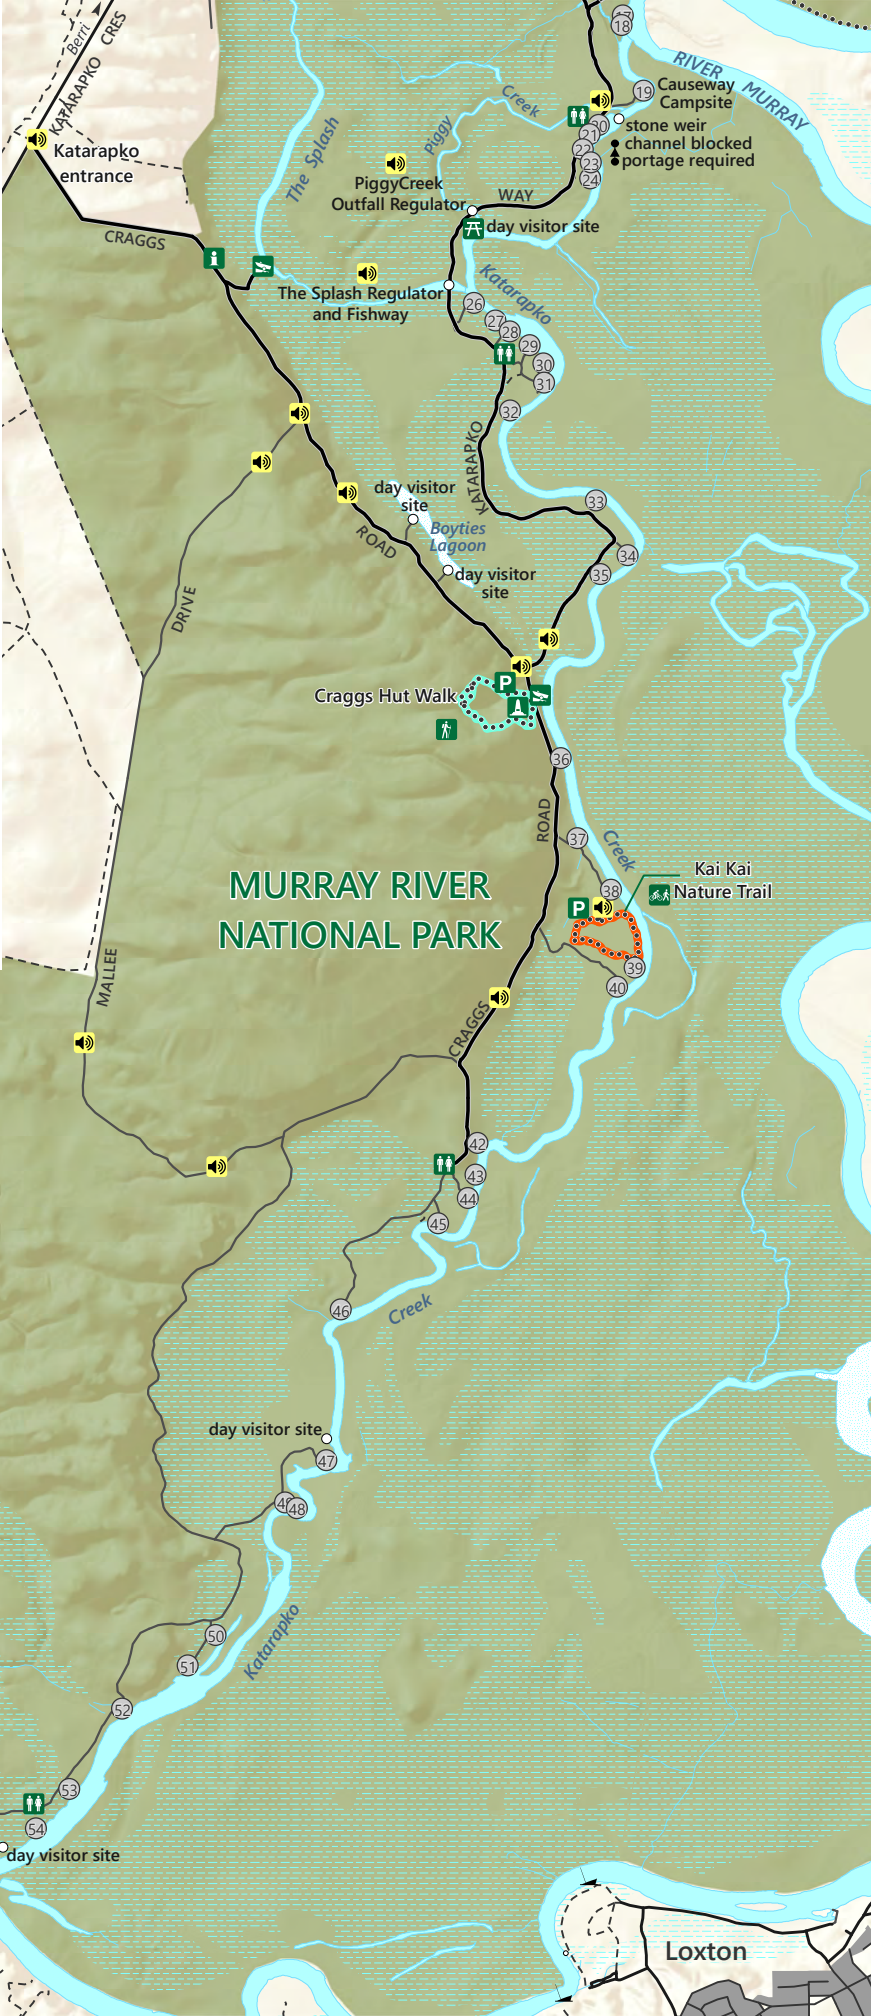 17
18
Berri
KATARAPKO CRES
RIVER MURRAY
19
Causeway
Campsite
Piggy Creek
20
stone weir
21
channel blocked
22
portage required
23
24
Katarapko
entrance
The Splash
PiggyCreek
Outfall Regulator
WAY
day visitor site
CRAGGS
i
The Splash Regulator
and Fishway
Katarapko
26
27
28
29
30
31
32
KATARAPKO
33
34
35
day visitor
site
Boyties
Lagoon
ROAD
day visitor
site
DRIVE
P
Craggs Hut Walk
36
ROAD
37
Creek
38
Kai Kai
Nature Trail
P
MURRAY RIVER
NATIONAL PARK
39
40
MALLEE
CRAGGS
42
43
44
45
46
Creek
day visitor site
47
49
48
50
51
Katarapko
52
53
54
day visitor site
Loxton